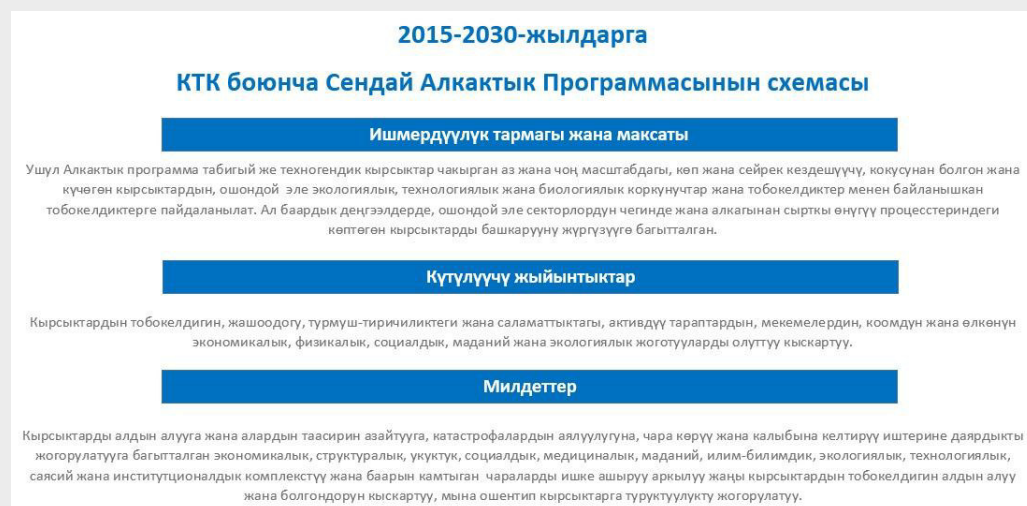 2015-2030-жылдарга
КТК боюнча Сендай Алкактык Программасынын схемасы
Ишмердүүлүк тармагы жана максаты
Ушул Алкактык программа табигый же техногендик кырсыктар чакырган аз жана чоң масштабдагы, көп жана сейрек кездешүүчү, кокусунан болгон жана
күчөгөн кырсыктардын, ошондой эле экологиялык, технологиялык жана биологиялык коркунучтар жана тобокелдиктер менен байланышкан
тобокелдиктерге пайдаланылат. Ал баардык деңгээлдерде, ошондой эле секторлордун чегинде жана алкагынан сырткы өнүгүү процесстериндеги
көптөгөн кырсыктарды башкарууну жүргүзүүгө багытталган.
Күтүлүүчү жыйынтыктар
Кырсыктардын тобокелдигин, жашоодогу, турмуш-тиричиликтеги жана саламаттыктагы, активдүү тараптардын, мекемелердин, коомдун жана өлкөнүн
экономикалык, физикалык, социалдык, маданий жана экологиялык жоготууларды олуттуу кыскартуу.
Милдеттер
Кырсыктарды алдын алууга жана алардын таасирин азайтууга, катастрофалардын аялуулугуна, чара көрүү жана калыбына келтирүү иштерине даярдыкты
жогорулатууга багытталган экономикалык, структуралык, укуктук, социалдык, медициналык, маданий, илим-билимдик, экологиялык, технологиялык,
саясий жана институтционалдык комплекстүү жана баарын камтыган чараларды ишке ашыруу аркылуу жаңы кырсыктардын тобокелдигин алдын алуу
жана болгондорун кыскартуу, мына ошентип кырсыктарга туруктуулукту жогорулатуу.